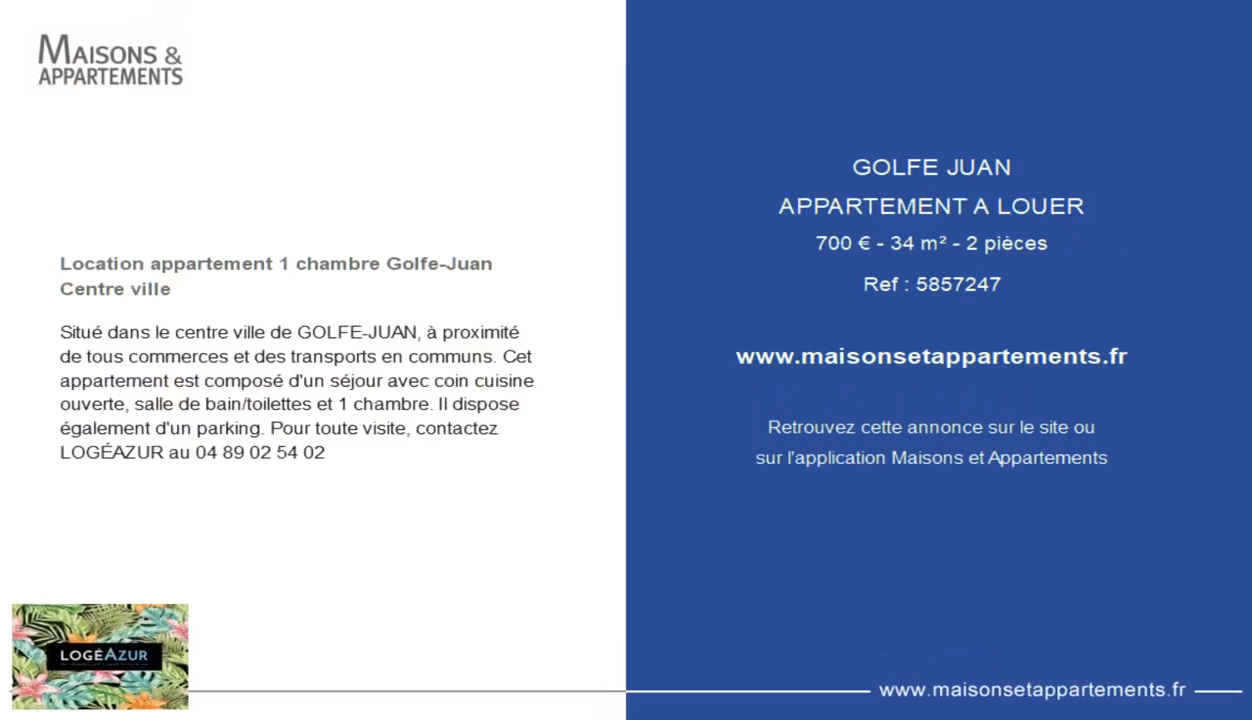 MAISONS &
APPARTEMENTS
Location appartement 1 chambre Golfe-Juan
Centre ville
Situé dans le centre ville de GOLFE-JUAN, à proximité
de tous commerces et des transports en communs. Cet
appartement est composé d'un séjour avec coin cuisine
ouverte, salle de bain/toilettes et 1 chambre. Il dispose
également d'un parking. Pour toute visite, contactez
LOGÉAZUR au 04 89 02 54 02
LOGÉAZUR
GOLFE JUAN
APPARTEMENT A LOUER
700 € - 34 m² - 2 pièces
Ref : 5857247
www.maisonsetappartements.fr
Retrouvez cette annonce sur le site ou
sur l'application Maisons et Appartements
www.maisonsetappartements.fr